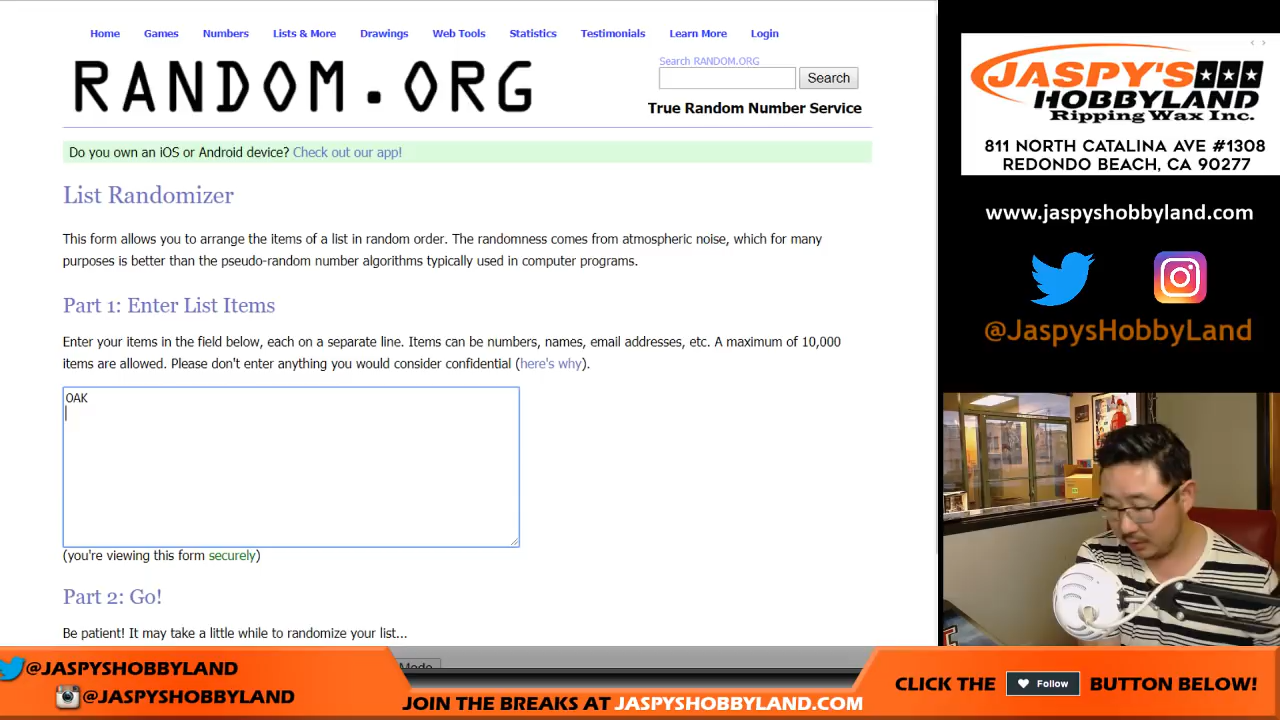 Home Games Numbers Lists & More Drawings Web Tools Statistics Testimonials Learn More Login
RANDOM.ORG
Search RANDOM.ORG
Search
True Random Number Service
Do you own an iOS or Android device? Check out our app!
List Randomizer
This form allows you to arrange the items of a list in random order. The randomness comes from atmospheric noise, which for many
purposes is better than the pseudo-random number algorithms typically used in computer programs.
Part 1: Enter List Items
Enter your items in the field below, each on a separate line. Items can be numbers, names, email addresses, etc. A maximum of 10,000
items are allowed. Please don't enter anything you would consider confidential (here's why).
OAK
(you're viewing this form securely)
Part 2: Go!
Be patient! It may take a little while to randomize your list...
Mode
JASPY'S
HOBBYLAND
Ripping Wax Inc.
811 NORTH CATALINA AVE #1308
REDONDO BEACH, CA 90277
www.jaspyshobbyland.com
@JaspysHobbyLand
@JASPYSHOBBYLAND
@JASPYSHOBBYLAND
JOIN THE BREAKS AT JASPYSHOBBYLAND.COM
CLICK THE Follow BUTTON BELOW!